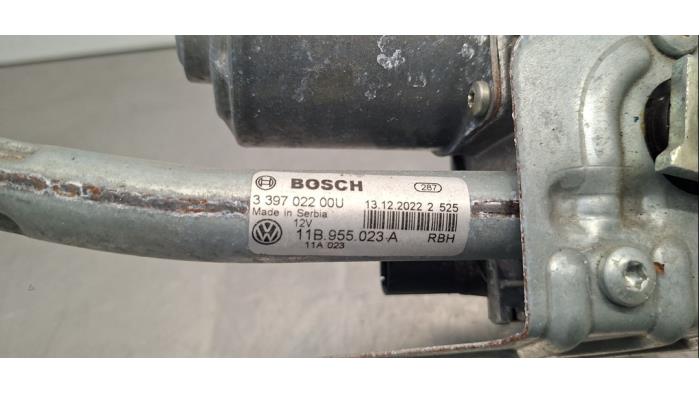 BOSCH 287
3 397 022 00U 13.12.2022 2 525
Made in Serbia
12V
11B.955.023.A RBH
11A 023